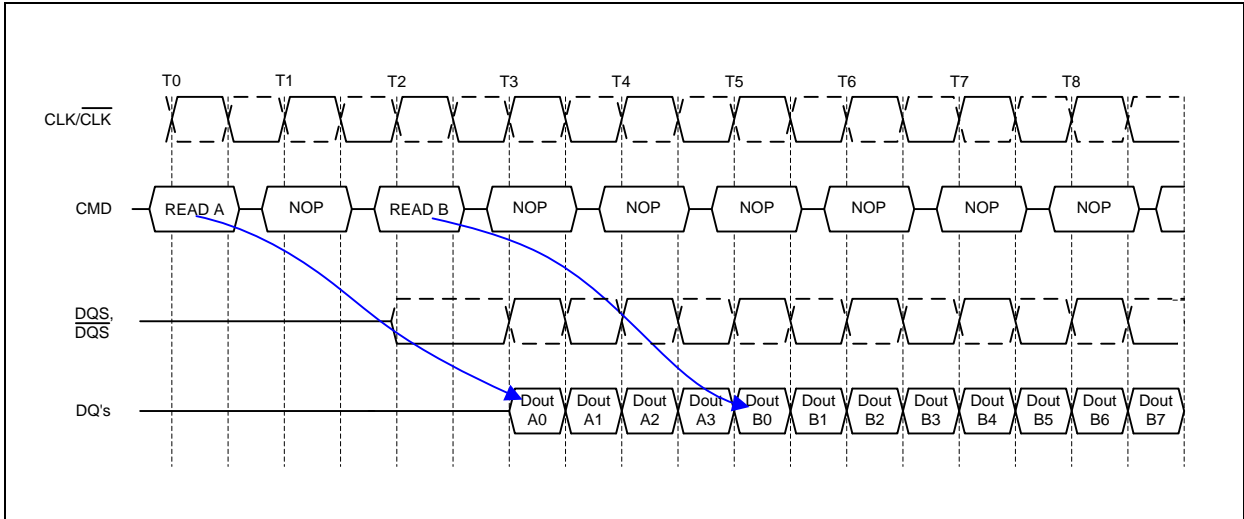 T0 T1 T2 T3 T4 T5 T6 T7 T8
CLK/CLK
CMD READ A NOP READ B NOP NOP NOP NOP NOP NOP
DQS,
DQS
DQ's Dout Dout Dout Dout Dout Dout Dout Dout Dout Dout Dout Dout
A0 A1 A2 A3 B0 B1 B2 B3 B4 B5 B6 B7